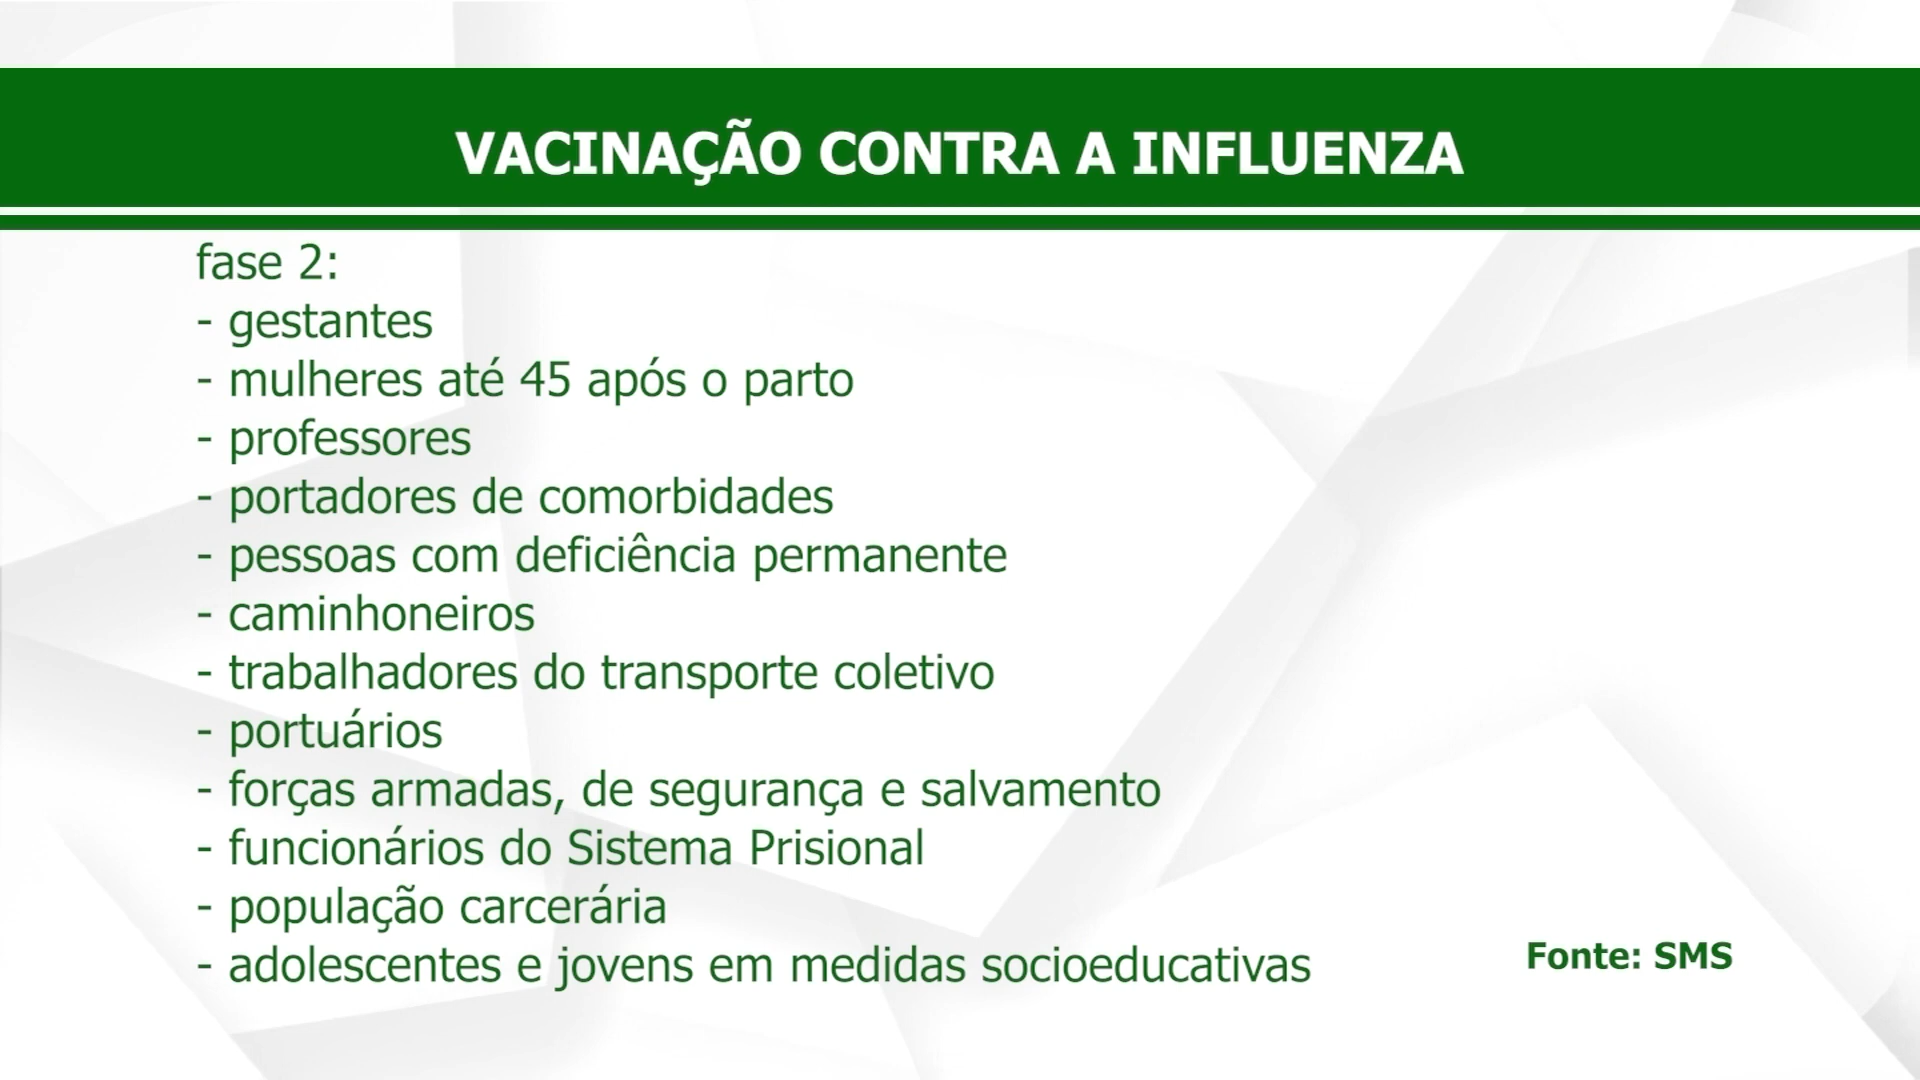 VACINAÇÃO CONTRA A INFLUENZA
fase 2:
- gestantes
- mulheres até 45 após o parto
- professores
- portadores de comorbidades
- pessoas com deficiência permanente
- caminhoneiros
- trabalhadores do transporte coletivo
- portuários
- forças armadas, de segurança e salvamento
- funcionários do Sistema Prisional
- população carcerária
- adolescentes e jovens em medidas socioeducativas
Fonte: SMS